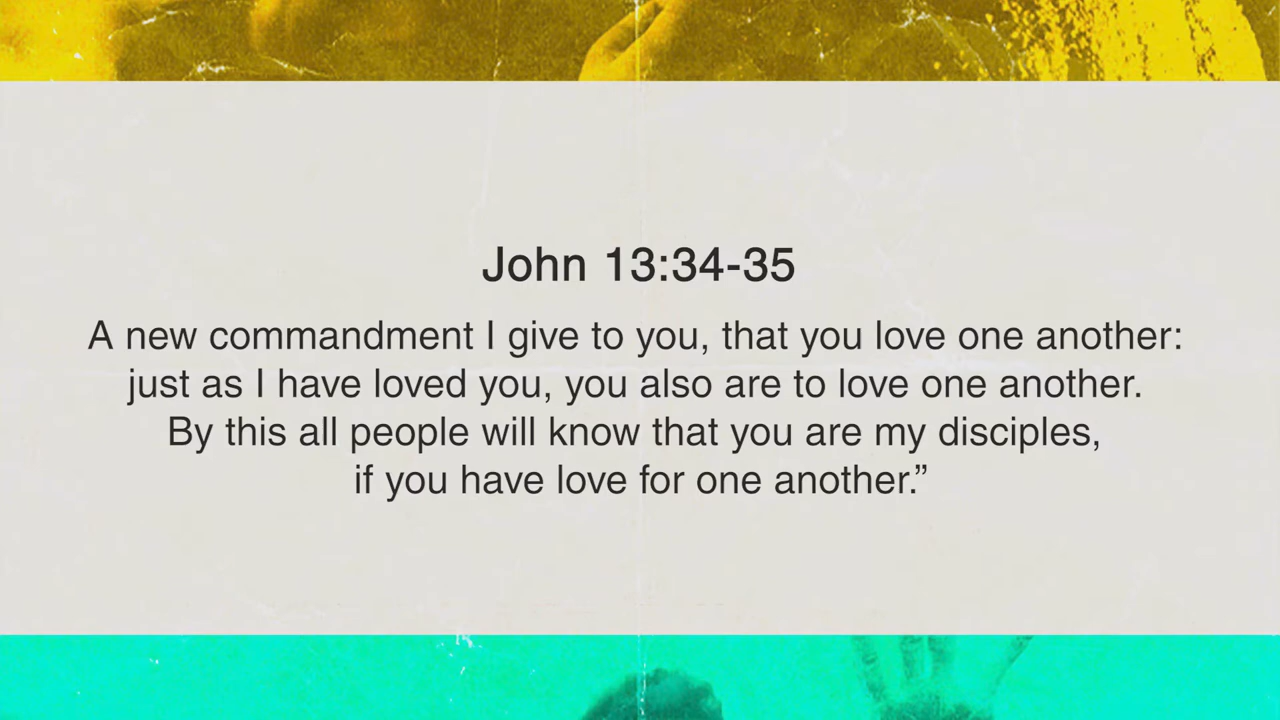 John 13:34-35
A new commandment I give to you, that you love one another:
just as I have loved you, you also are to love one another.
By this all people will know that you are my disciples,
if you have love for one another.”